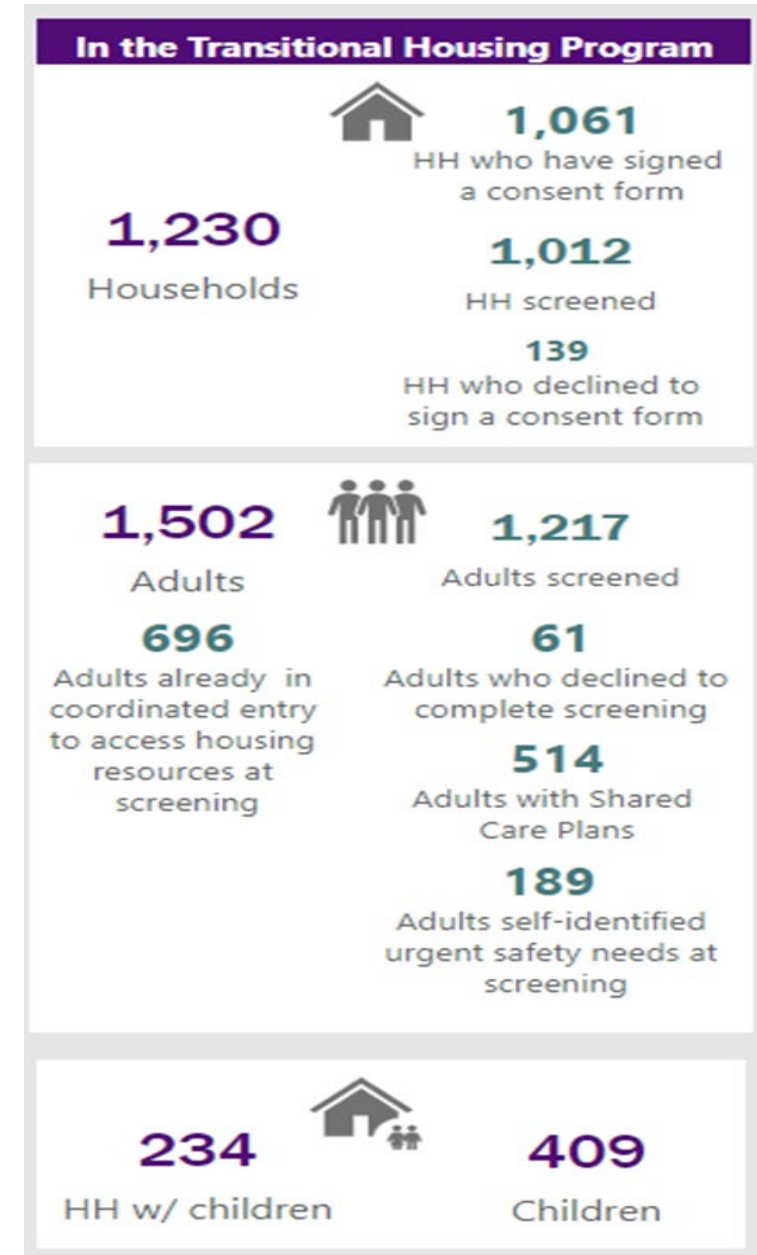 In the Transitional Housing Program
1,230
Households
1,061
HH who have signed
a consent form
1,012
HH screened
139
HH who declined to
sign a consent form
1,502
Adults
696
Adults already in
coordinated entry
to access housing
resources at
screening
1,217
Adults screened
61
Adults who declined to
complete screening
514
Adults with Shared
Care Plans
189
Adults self-identified
urgent safety needs at
screening
234
HH w/ children
409
Children